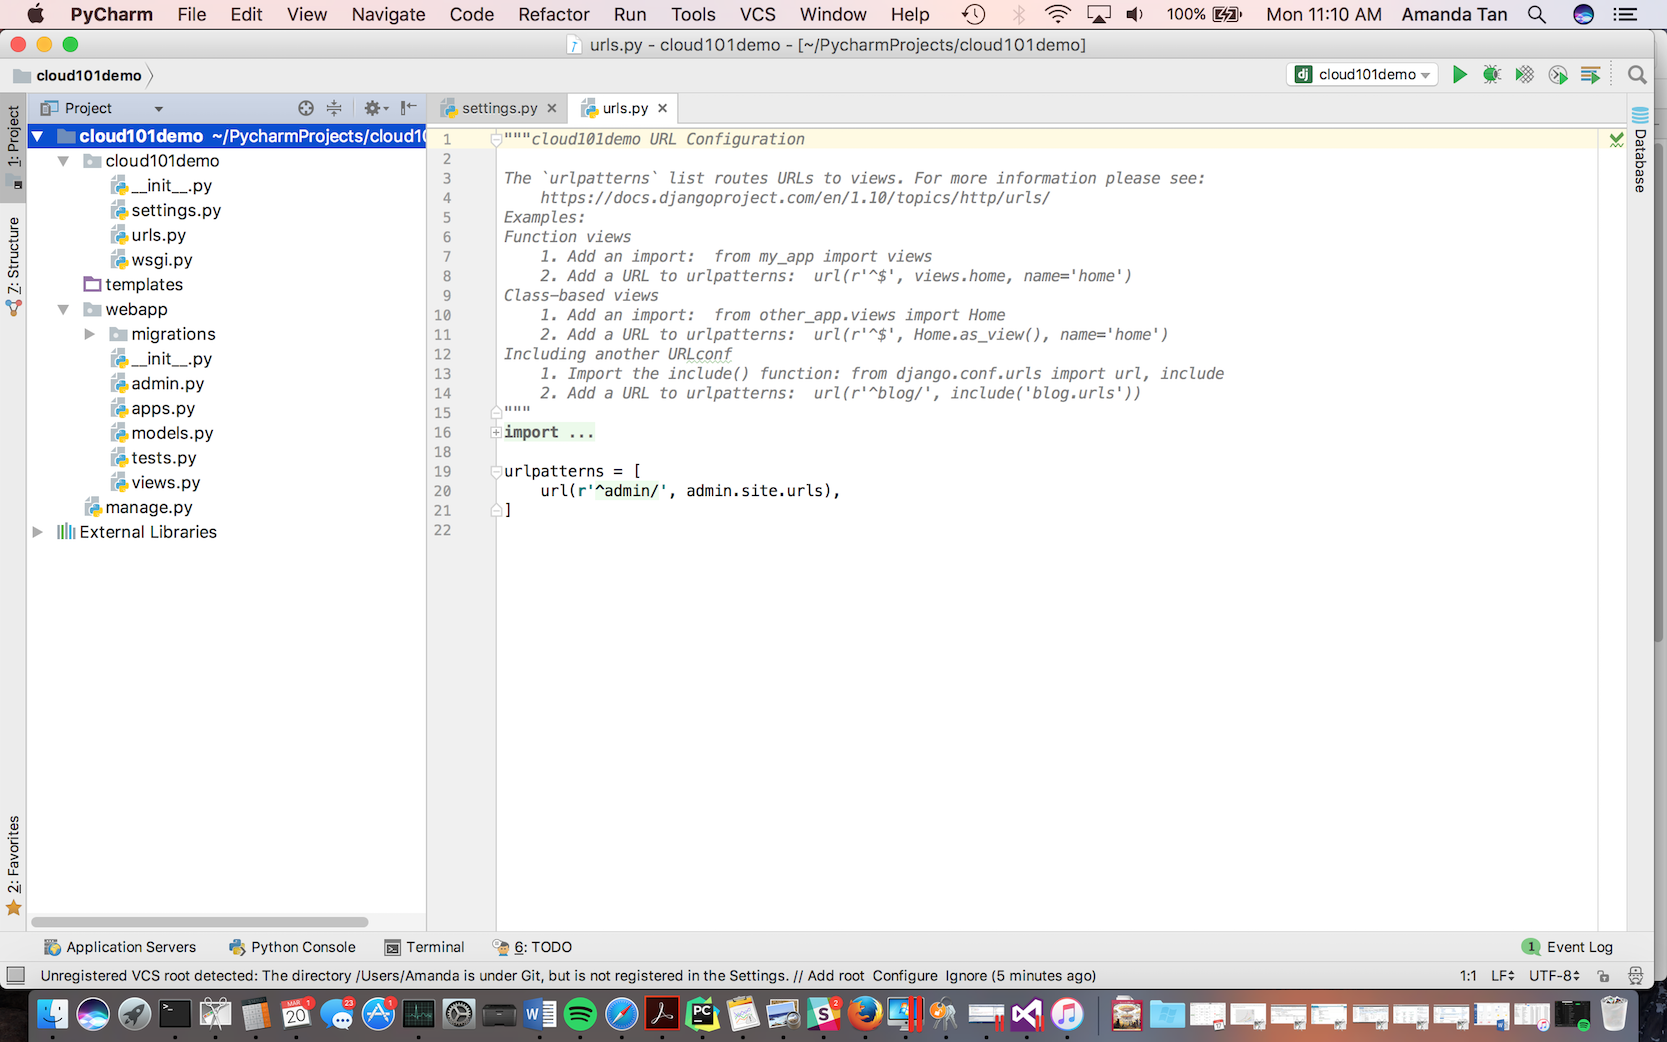 PyCharm File Edit View Navigate Code Refactor Run Tools VCS Window Help 100% Mon 11:10 AM Amanda Tan
urls.py - cloud101demo - [~/PycharmProjects/cloud101demo]
cloud101demo
dj cloud101demo
Project
settings.py
urls.py
1: Project
7: Structure
2: Favorites
Database
cloud101demo ~/PycharmProjects/cloud10
cloud101demo
__init__.py
settings.py
urls.py
wsgi.py
templates
webapp
migrations
__init__.py
admin.py
apps.py
models.py
tests.py
views.py
manage.py
External Libraries
1 """cloud101demo URL Configuration
2
3 The `urlpatterns` list routes URLs to views. For more information please see:
4 https://docs.djangoproject.com/en/1.10/topics/http/urls/
5 Examples:
6 Function views
7 1. Add an import:  from my_app import views
8 2. Add a URL to urlpatterns:  url(r'^$', views.home, name='home')
9 Class-based views
10 1. Add an import:  from other_app.views import Home
11 2. Add a URL to urlpatterns:  url(r'^$', Home.as_view(), name='home')
12 Including another URLconf
13 1. Import the include() function: from django.conf.urls import url, include
14 2. Add a URL to urlpatterns:  url(r'^blog/', include('blog.urls'))
15 """
16 import ...
18
19 urlpatterns = [
20 url(r'^admin/', admin.site.urls),
21 ]
22
Application Servers Python Console Terminal 6: TODO 1 Event Log
Unregistered VCS root detected: The directory /Users/Amanda is under Git, but is not registered in the Settings. // Add root Configure Ignore (5 minutes ago) 1:1 LF UTF-8
MAR 20 1 23 1 W PC S 2